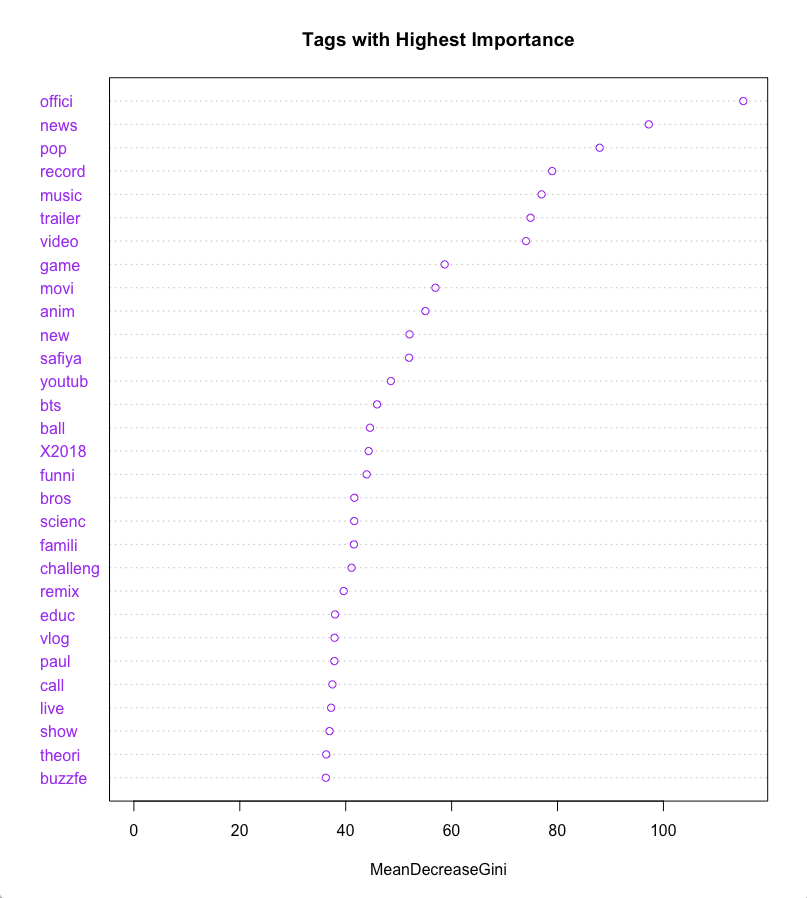 Tags with Highest Importance
offici
news
pop
record
music
trailer
video
game
movi
anim
new
safiya
youtub
bts
ball
X2018
funni
bros
scienc
famili
challeng
remix
educ
vlog
paul
call
live
show
theori
buzzfe
0 20 40 60 80 100
MeanDecreaseGini